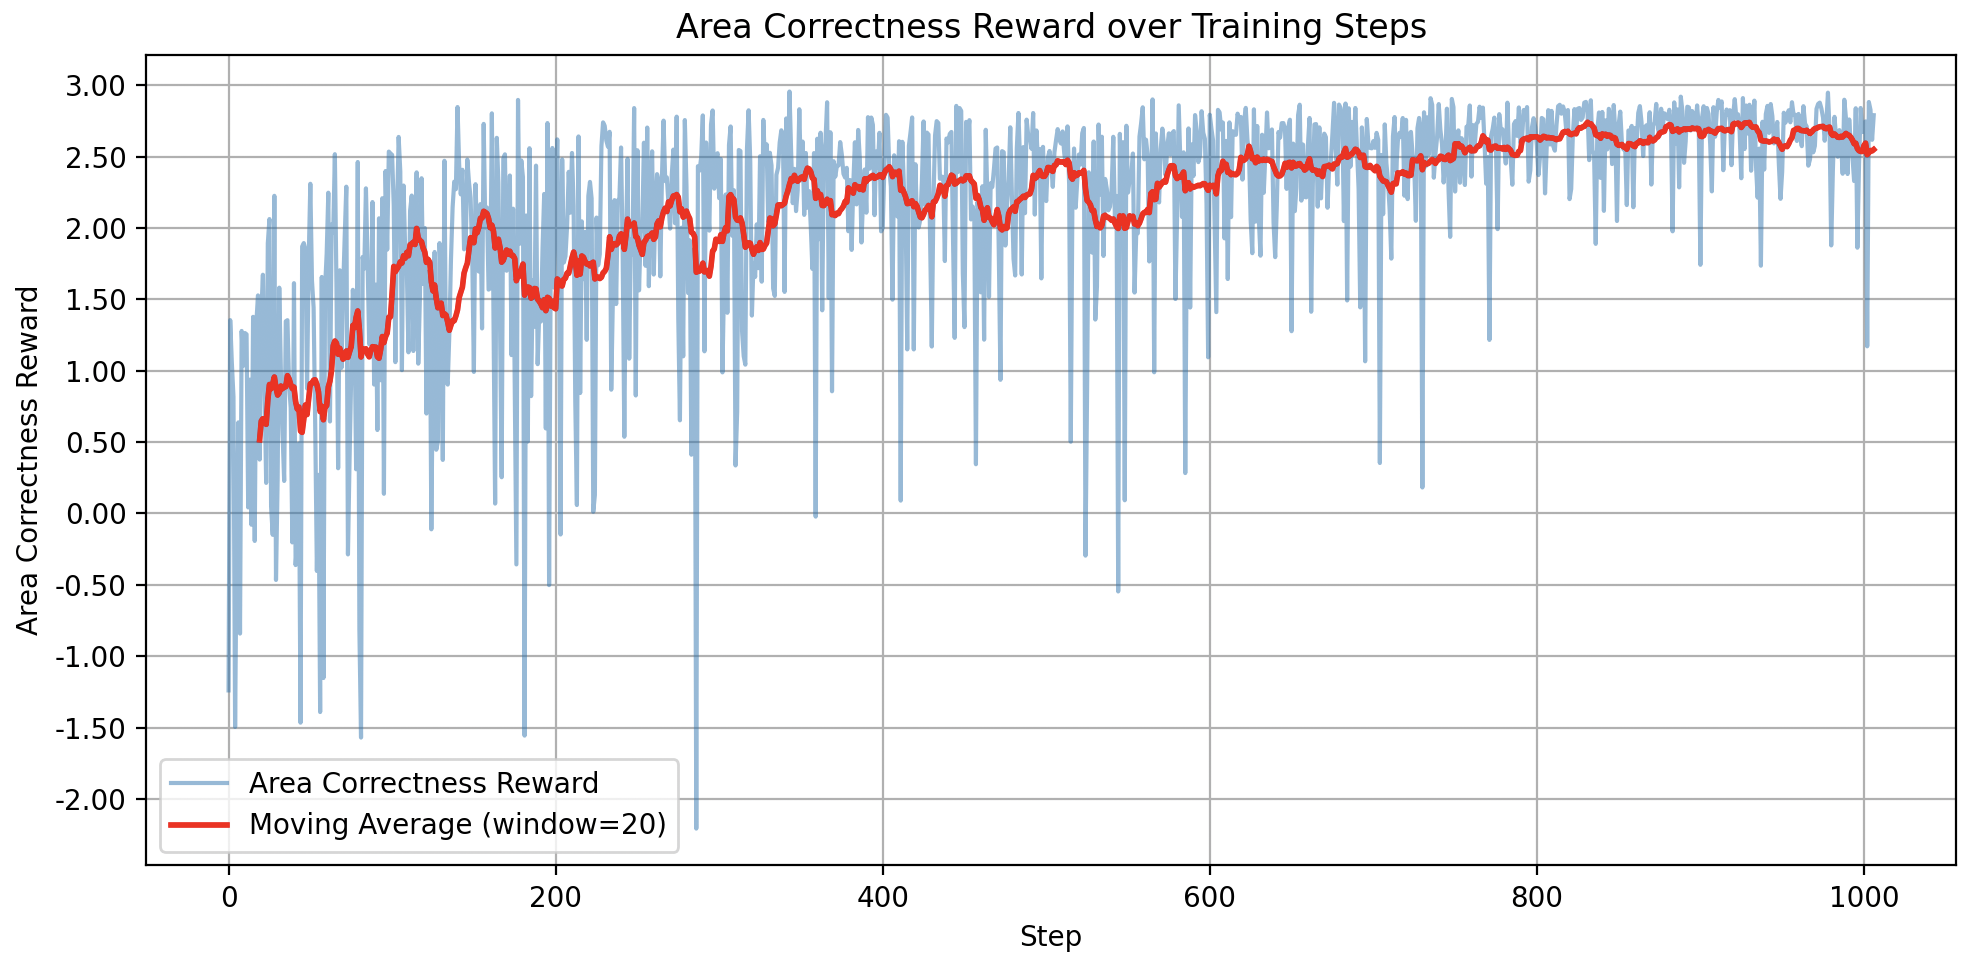 Area Correctness Reward over Training Steps
Area Correctness Reward
3.00
2.50
2.00
1.50
1.00
0.50
0.00
-0.50
-1.00
-1.50
-2.00
Area Correctness Reward
Moving Average (window=20)
0 200 400 600 800 1000
Step